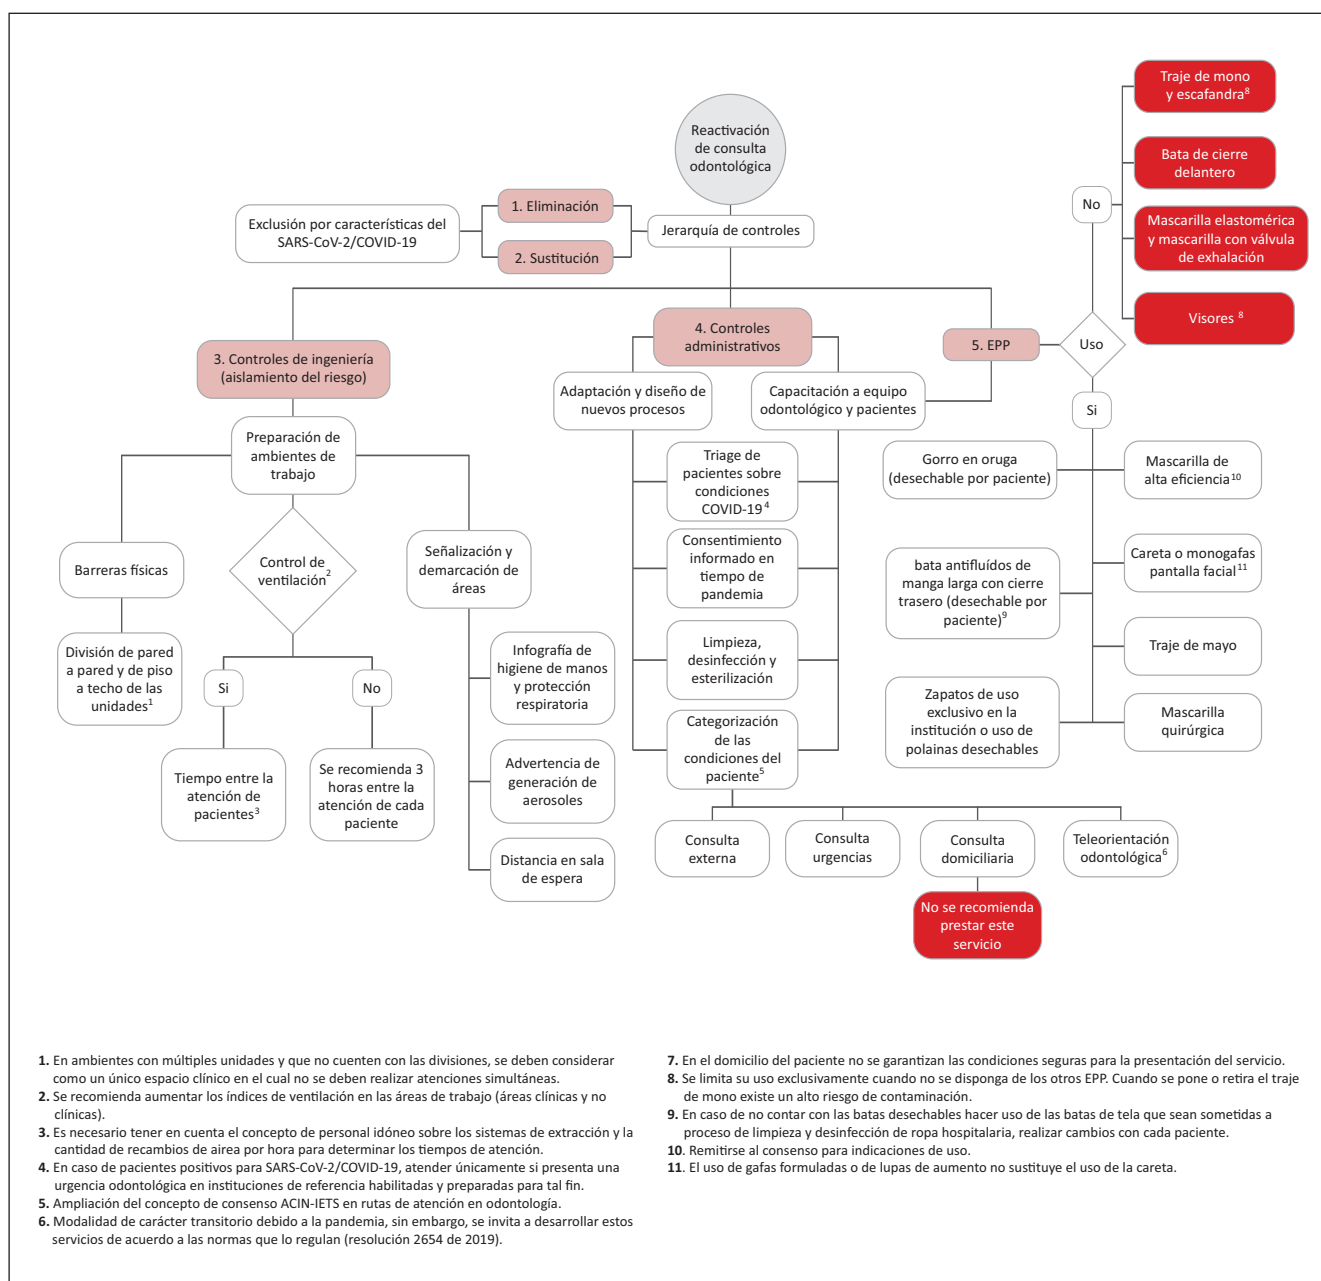 Reactivación
de consulta
odontológica
Jerarquía de controles
1. Eliminación
2. Sustitución
Exclusión por características del
SARS-CoV-2/COVID-19
3. Controles de ingeniería
(aislamiento del riesgo)
Preparación de
ambientes de
trabajo
Barreras físicas
División de pared
a pared y de piso
a techo de las
unidades1
Control de
ventilación2
Si
No
Tiempo entre la
atención de
pacientes3
Se recomienda 3
horas entre la
atención de cada
paciente
Señalización y
demarcación de
áreas
Infografía de
higiene de manos
y protección
respiratoria
Advertencia de
generación de
aerosoles
Distancia en sala
de espera
4. Controles
administrativos
Adaptación y diseño de
nuevos procesos
Capacitación a equipo
odontológico y pacientes
Triage de
pacientes sobre
condiciones
COVID-194
Consentimiento
informado en
tiempo de
pandemia
Limpieza,
desinfección y
esterilización
Categorización
de las
condiciones del
paciente5
Consulta
externa
Consulta
urgencias
Consulta
domiciliaria
Teleorientación
odontológica6
No se recomienda
prestar este
servicio
5. EPP
Uso
No
Traje de mono
y escafandra8
Bata de cierre
delantero
Mascarilla elastomérica
y mascarilla con válvula
de exhalación
Visores 8
Si
Gorro en oruga
(desechable por paciente)
Mascarilla de
alta eficiencia10
bata antifluídos de
manga larga con cierre
trasero (desechable por
paciente)9
Careta o monogafas
pantalla facial11
Traje de mayo
Zapatos de uso
exclusivo en la
institución o uso de
polainas desechables
Mascarilla
quirúrgica
1. En ambientes con múltiples unidades y que no cuenten con las divisiones, se deben considerar
como un único espacio clínico en el cual no se deben realizar atenciones simultáneas.
2. Se recomienda aumentar los índices de ventilación en las áreas de trabajo (áreas clínicas y no
clínicas).
3. Es necesario tener en cuenta el concepto de personal idóneo sobre los sistemas de extracción y la
cantidad de recambios de airea por hora para determinar los tiempos de atención.
4. En caso de pacientes positivos para SARS-CoV-2/COVID-19, atender únicamente si presenta una
urgencia odontológica en instituciones de referencia habilitadas y preparadas para tal fin.
5. Ampliación del concepto de consenso ACIN-IETS en rutas de atención en odontología.
6. Modalidad de carácter transitorio debido a la pandemia, sin embargo, se invita a desarrollar estos
servicios de acuerdo a las normas que lo regulan (resolución 2654 de 2019).
7. En el domicilio del paciente no se garantizan las condiciones seguras para la presentación del servicio.
8. Se limita su uso exclusivamente cuando no se disponga de los otros EPP. Cuando se pone o retira el traje
de mono existe un alto riesgo de contaminación.
9. En caso de no contar con las batas desechables hacer uso de las batas de tela que sean sometidas a
proceso de limpieza y desinfección de ropa hospitalaria, realizar cambios con cada paciente.
10. Remitirse al consenso para indicaciones de uso.
11. El uso de gafas formuladas o de lupas de aumento no sustituye el uso de la careta.